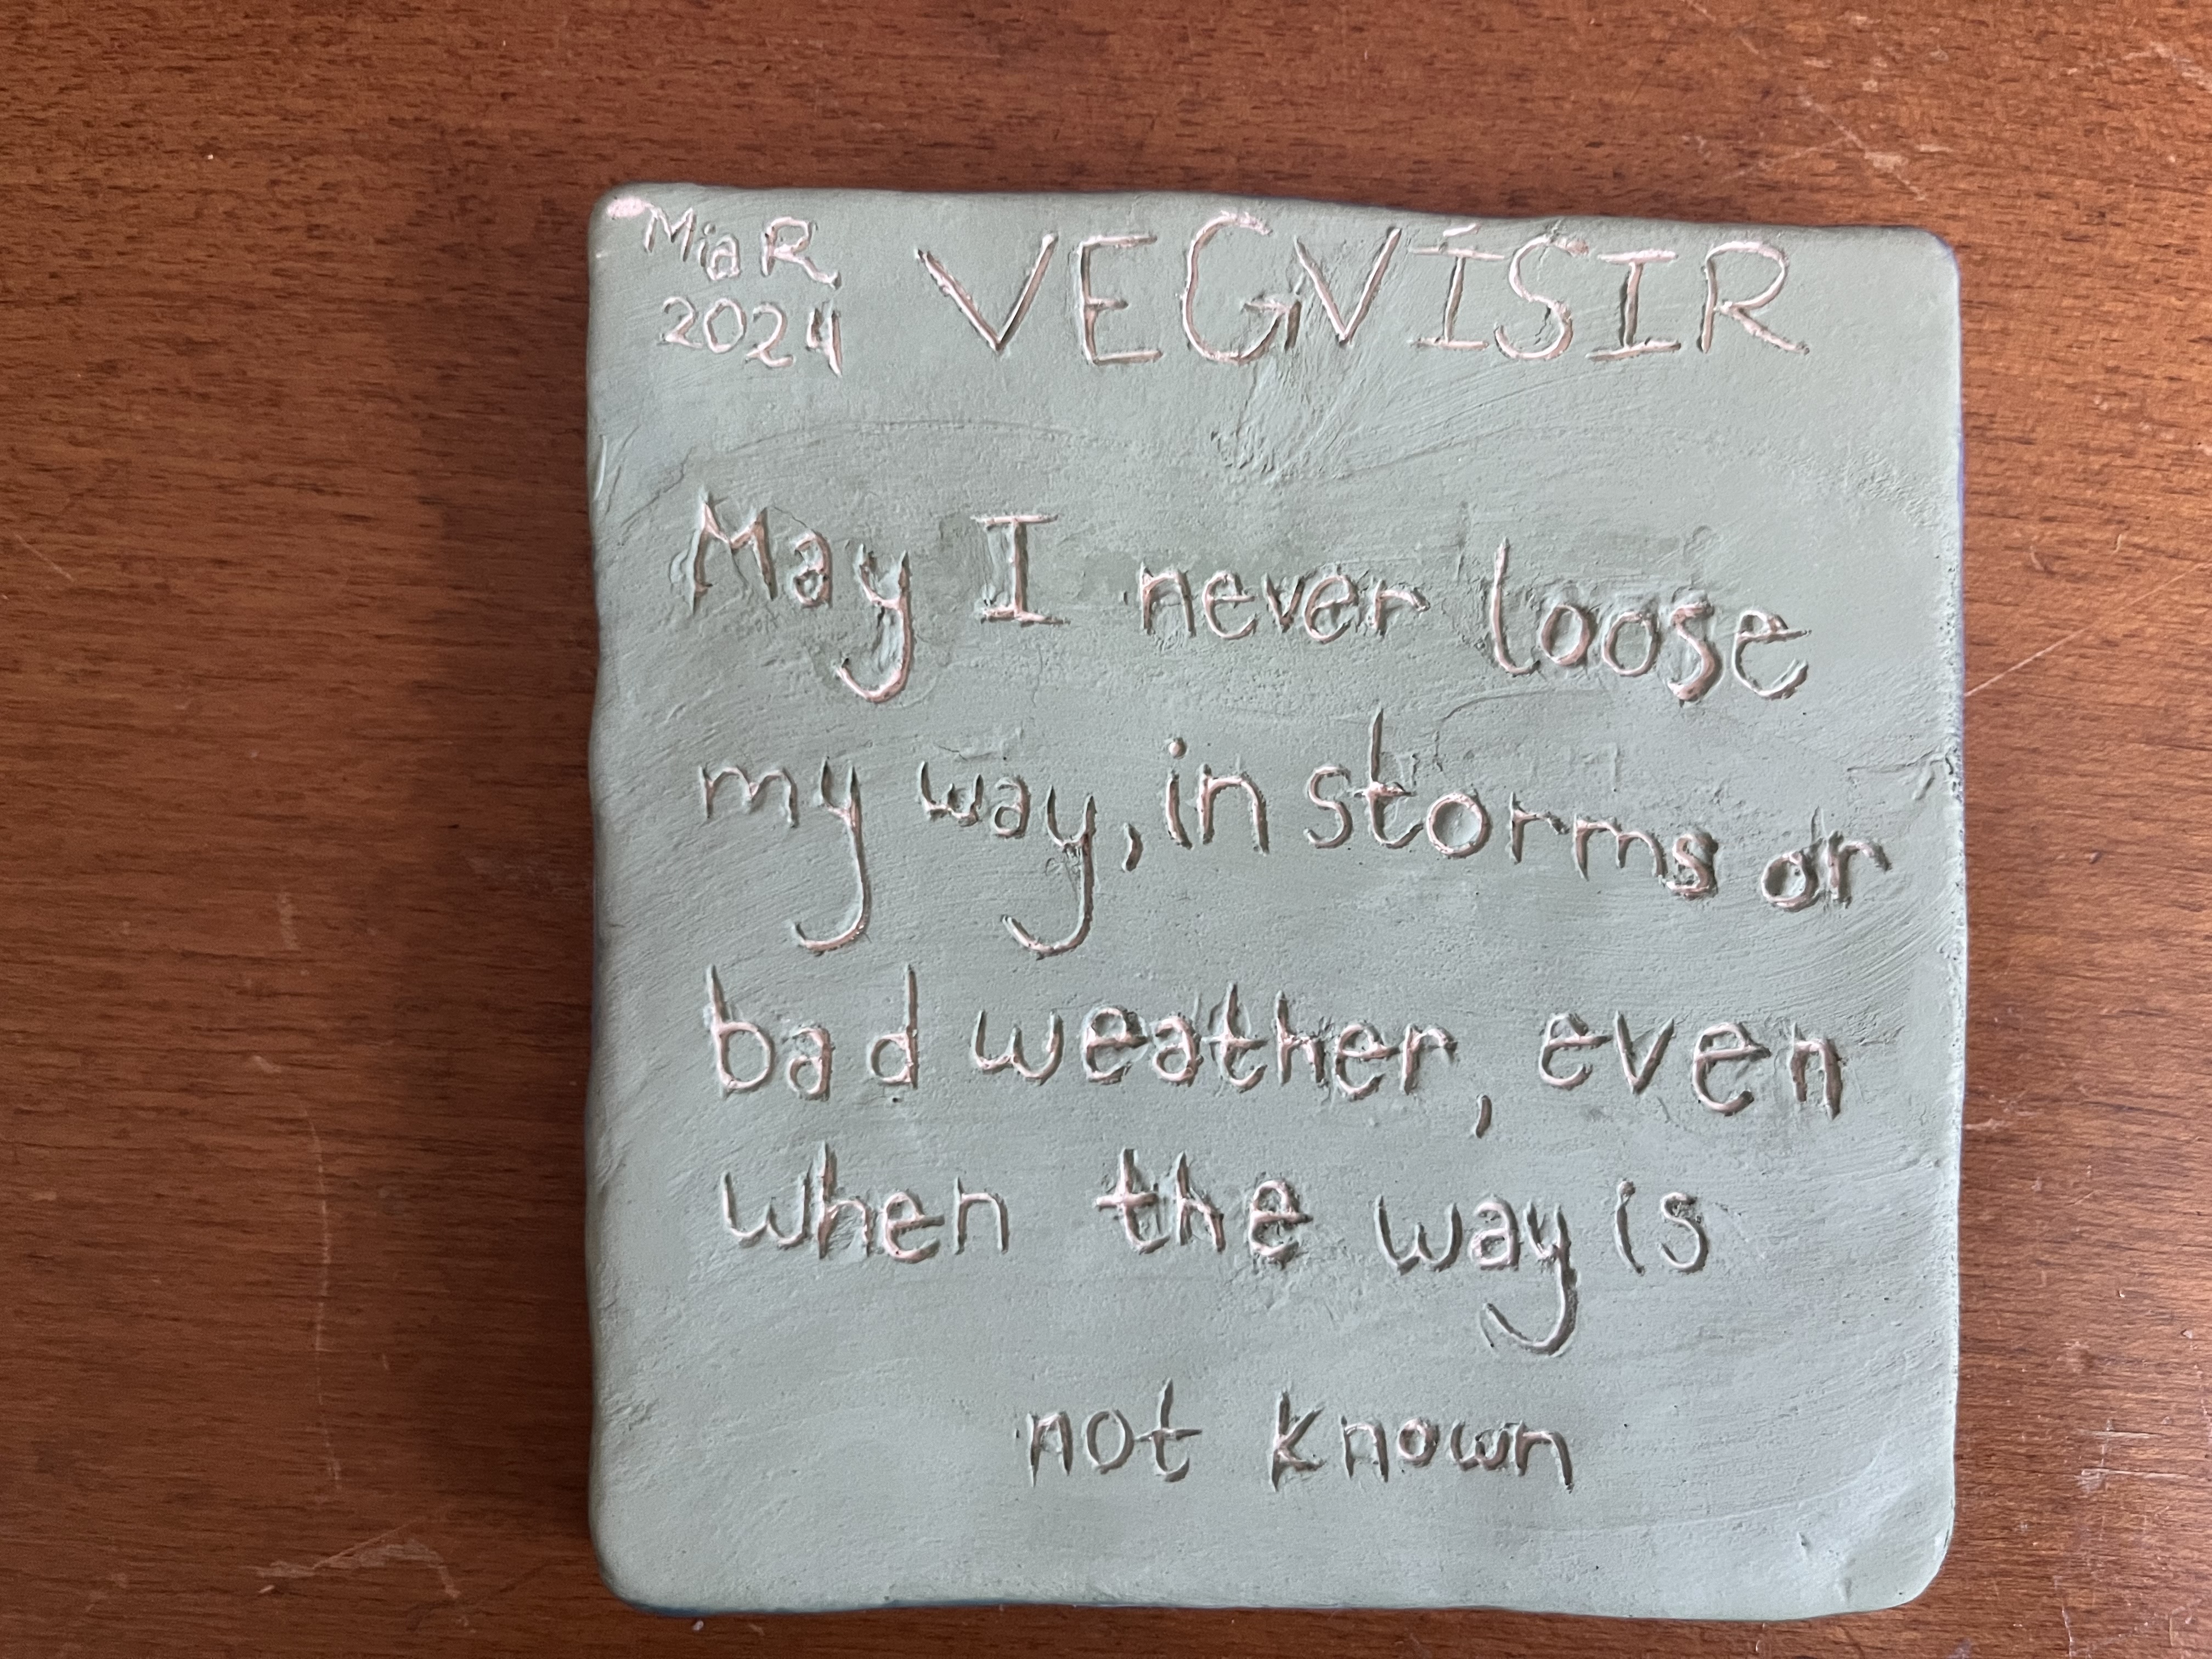 Mia R
2024
VEGVÍSIR
May I never loose
my way, in storms or
bad weather, even
when the way is
not known